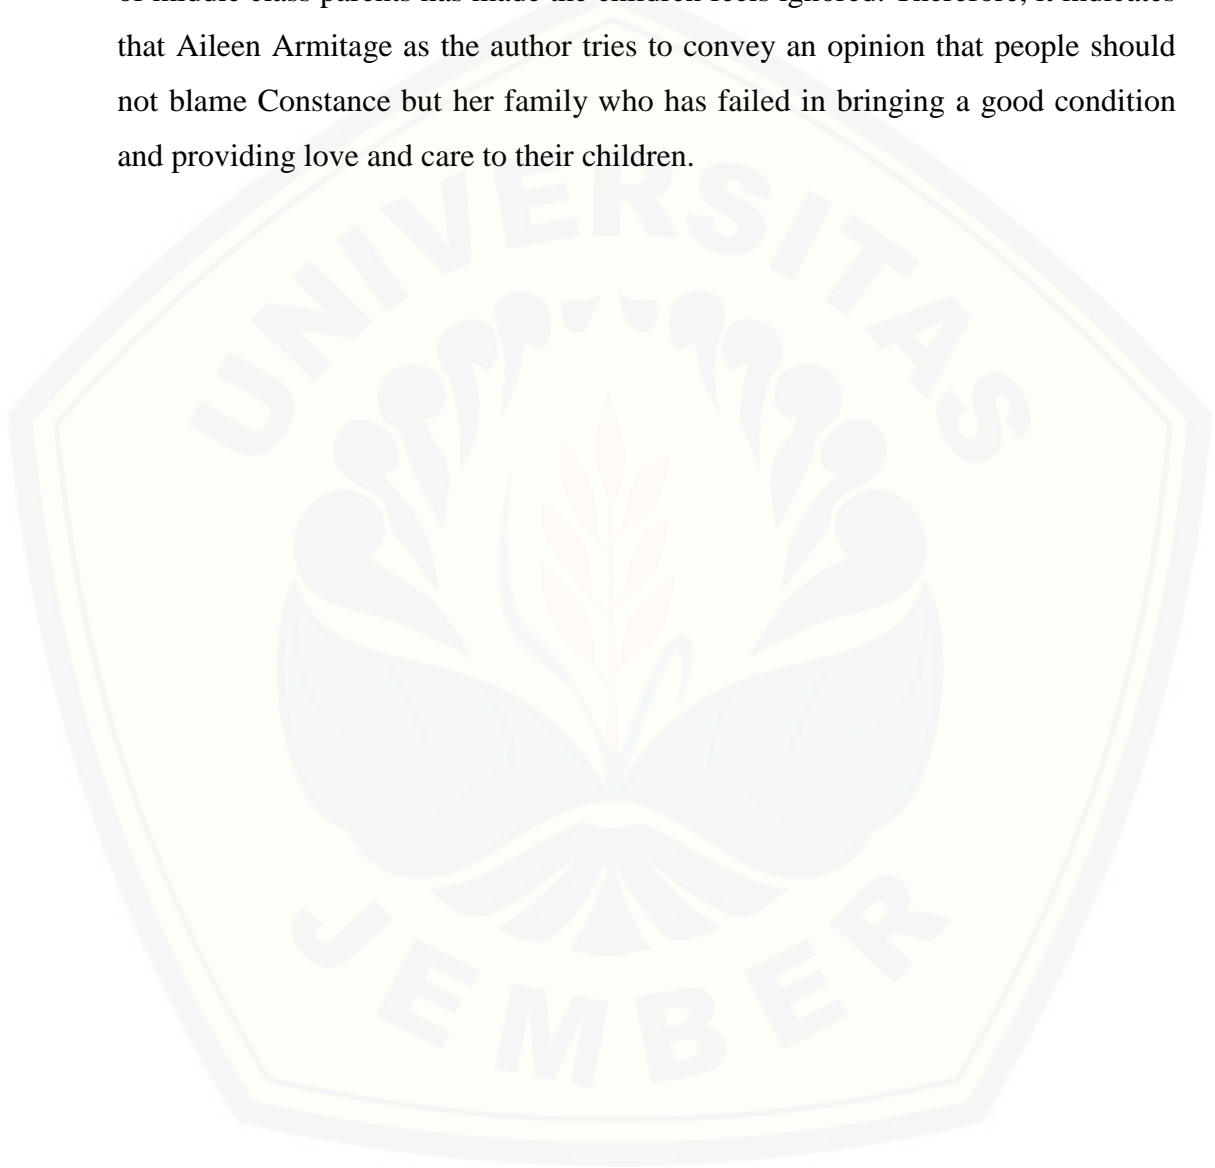 of middle class parents has made the children feels ignored. Therefore, it indicates
that Aileen Armitage as the author tries to convey an opinion that people should
not blame Constance but her family who has failed in bringing a good condition
and providing love and care to their children.
UNIVERSITAS
JEMBER